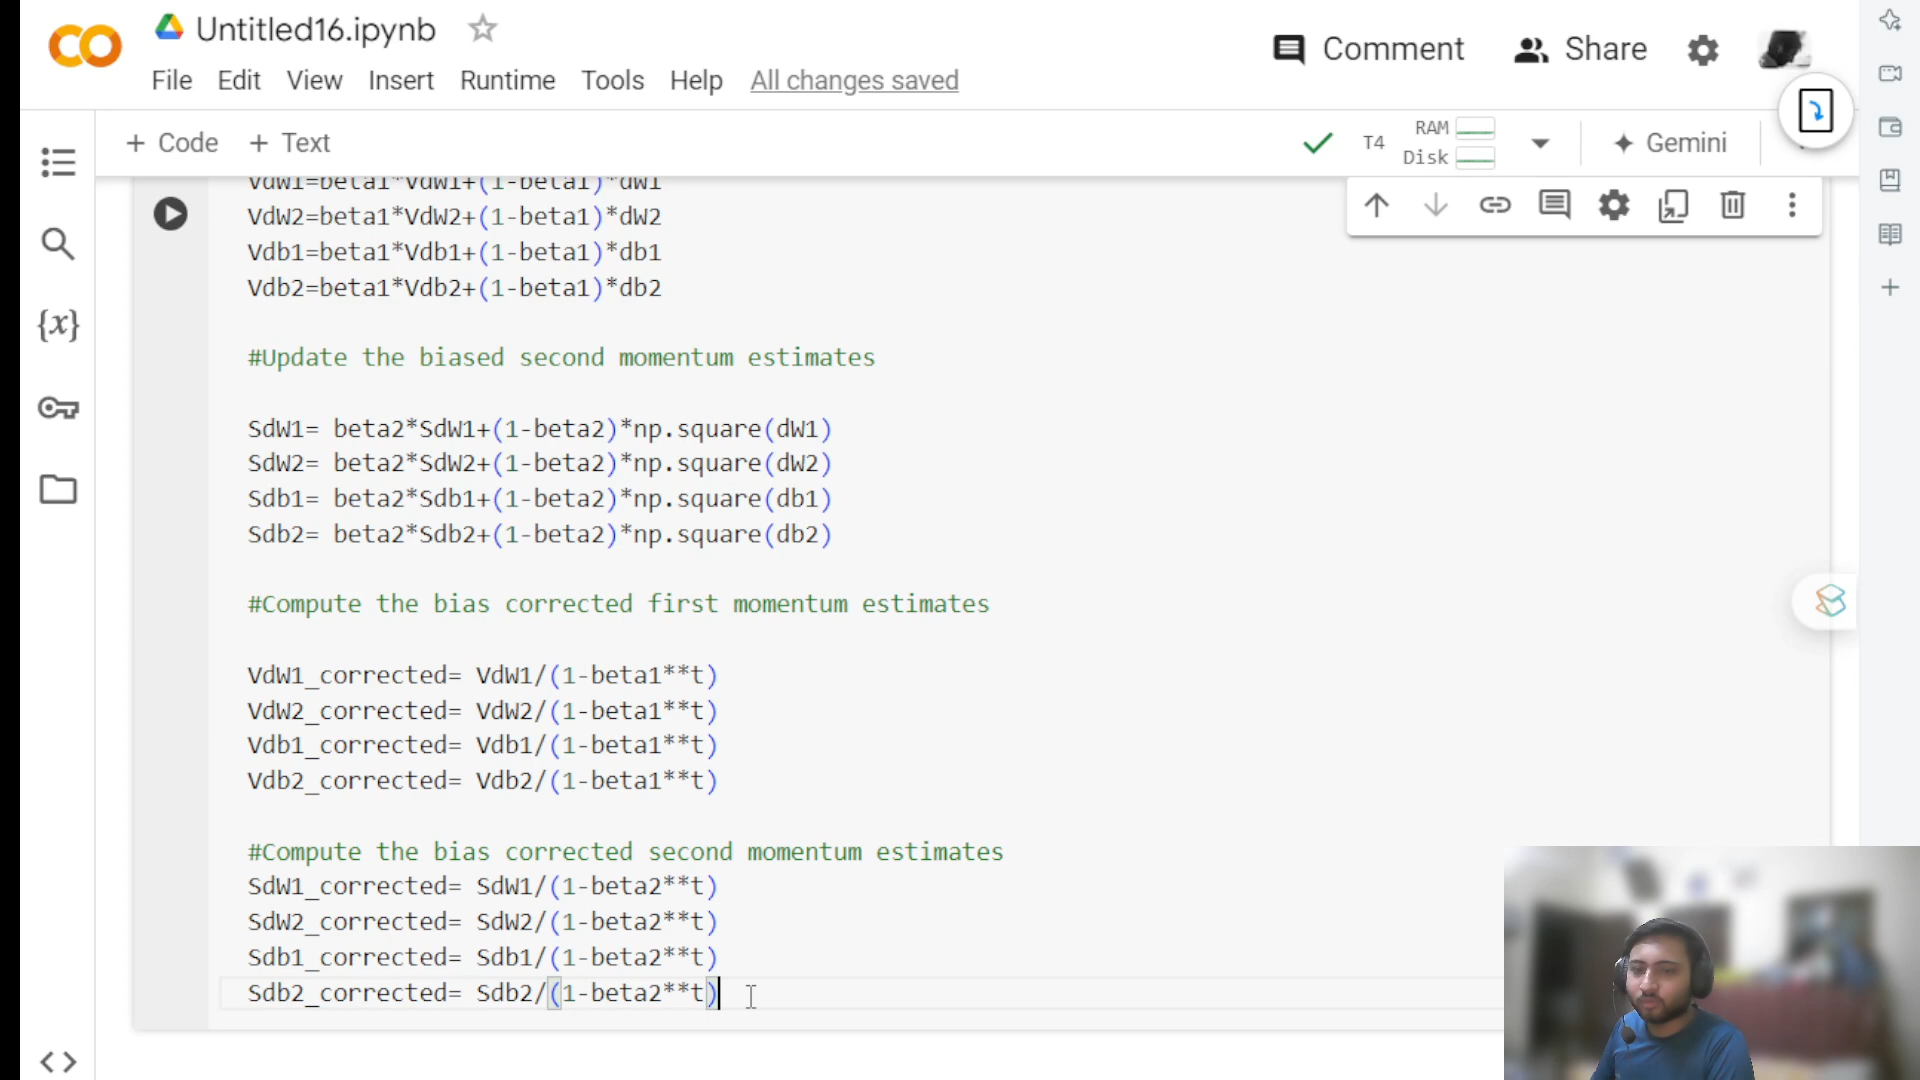 Untitled16.ipynb
Comment
Share
File Edit View Insert Runtime Tools Help All changes saved
+ Code + Text
T4
RAM
Disk
Gemini
{x}
VdW1=beta1*VdW1+(1-beta1)*dW1
VdW2=beta1*VdW2+(1-beta1)*dW2
Vdb1=beta1*Vdb1+(1-beta1)*db1
Vdb2=beta1*Vdb2+(1-beta1)*db2
#Update the biased second momentum estimates
SdW1= beta2*SdW1+(1-beta2)*np.square(dW1)
SdW2= beta2*SdW2+(1-beta2)*np.square(dW2)
Sdb1= beta2*Sdb1+(1-beta2)*np.square(db1)
Sdb2= beta2*Sdb2+(1-beta2)*np.square(db2)
#Compute the bias corrected first momentum estimates
VdW1_corrected= VdW1/(1-beta1**t)
VdW2_corrected= VdW2/(1-beta1**t)
Vdb1_corrected= Vdb1/(1-beta1**t)
Vdb2_corrected= Vdb2/(1-beta1**t)
#Compute the bias corrected second momentum estimates
SdW1_corrected= SdW1/(1-beta2**t)
SdW2_corrected= SdW2/(1-beta2**t)
Sdb1_corrected= Sdb1/(1-beta2**t)
Sdb2_corrected= Sdb2/(1-beta2**t)